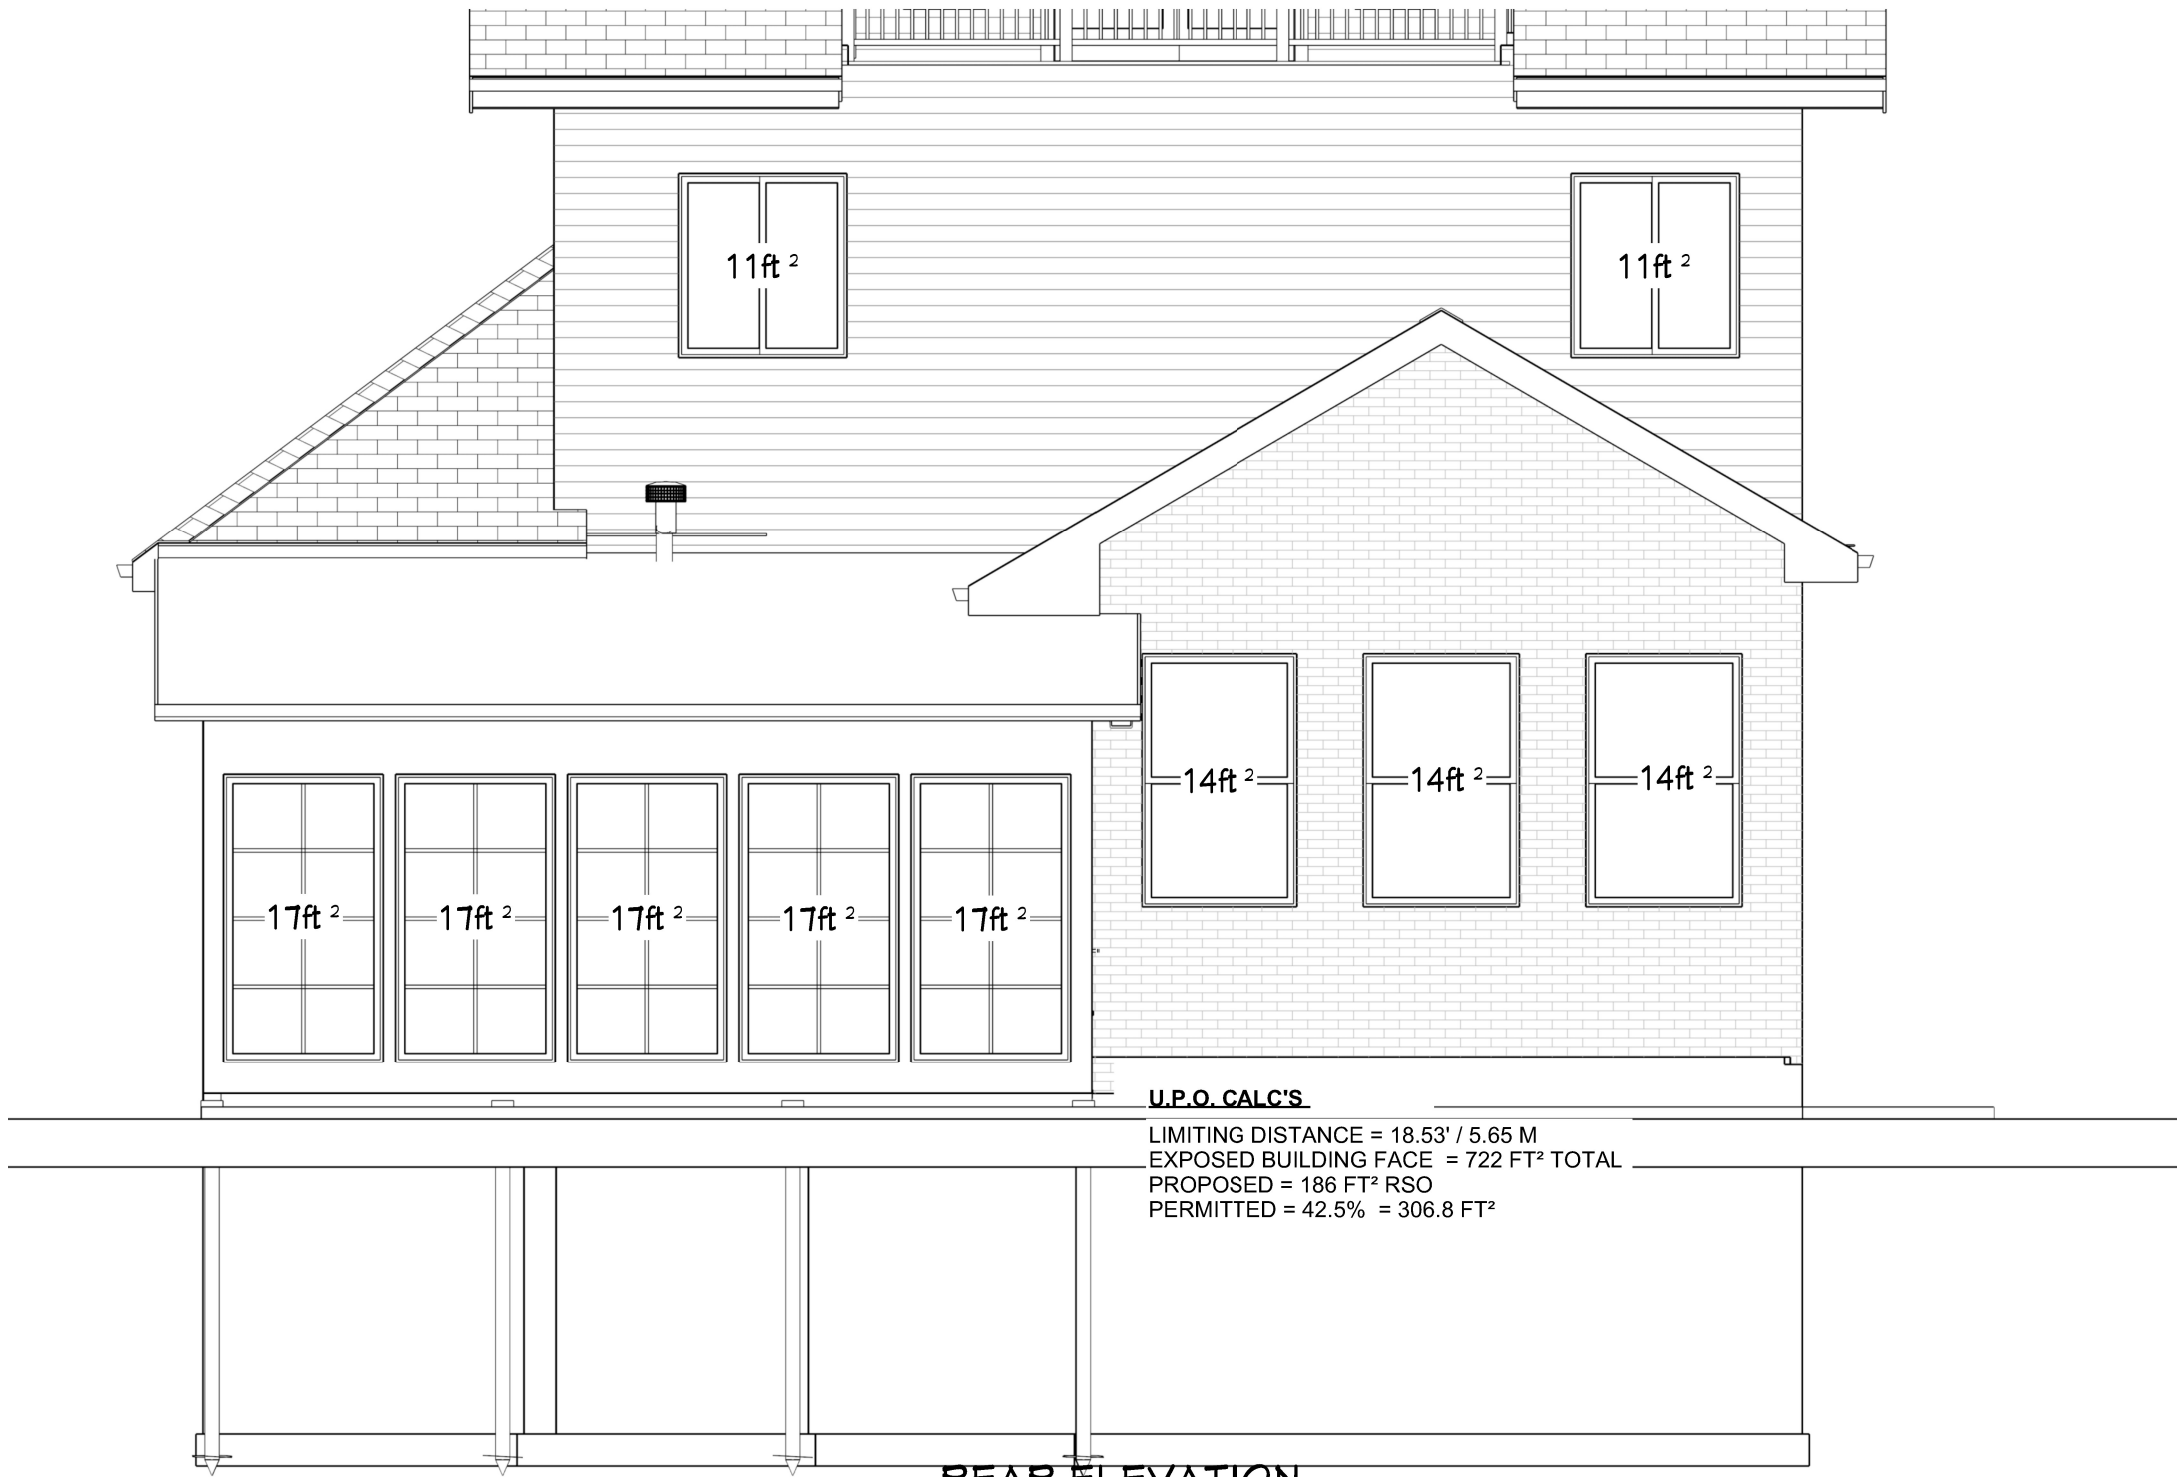 11ft ²
11ft ²
14ft ²
14ft ²
14ft ²
17ft ²
17ft ²
17ft ²
17ft ²
17ft ²
U.P.O. CALC'S
LIMITING DISTANCE = 18.53' / 5.65 M
EXPOSED BUILDING FACE = 722 FT² TOTAL
PROPOSED = 186 FT² RSO
PERMITTED = 42.5% = 306.8 FT²
REAR ELEVATION